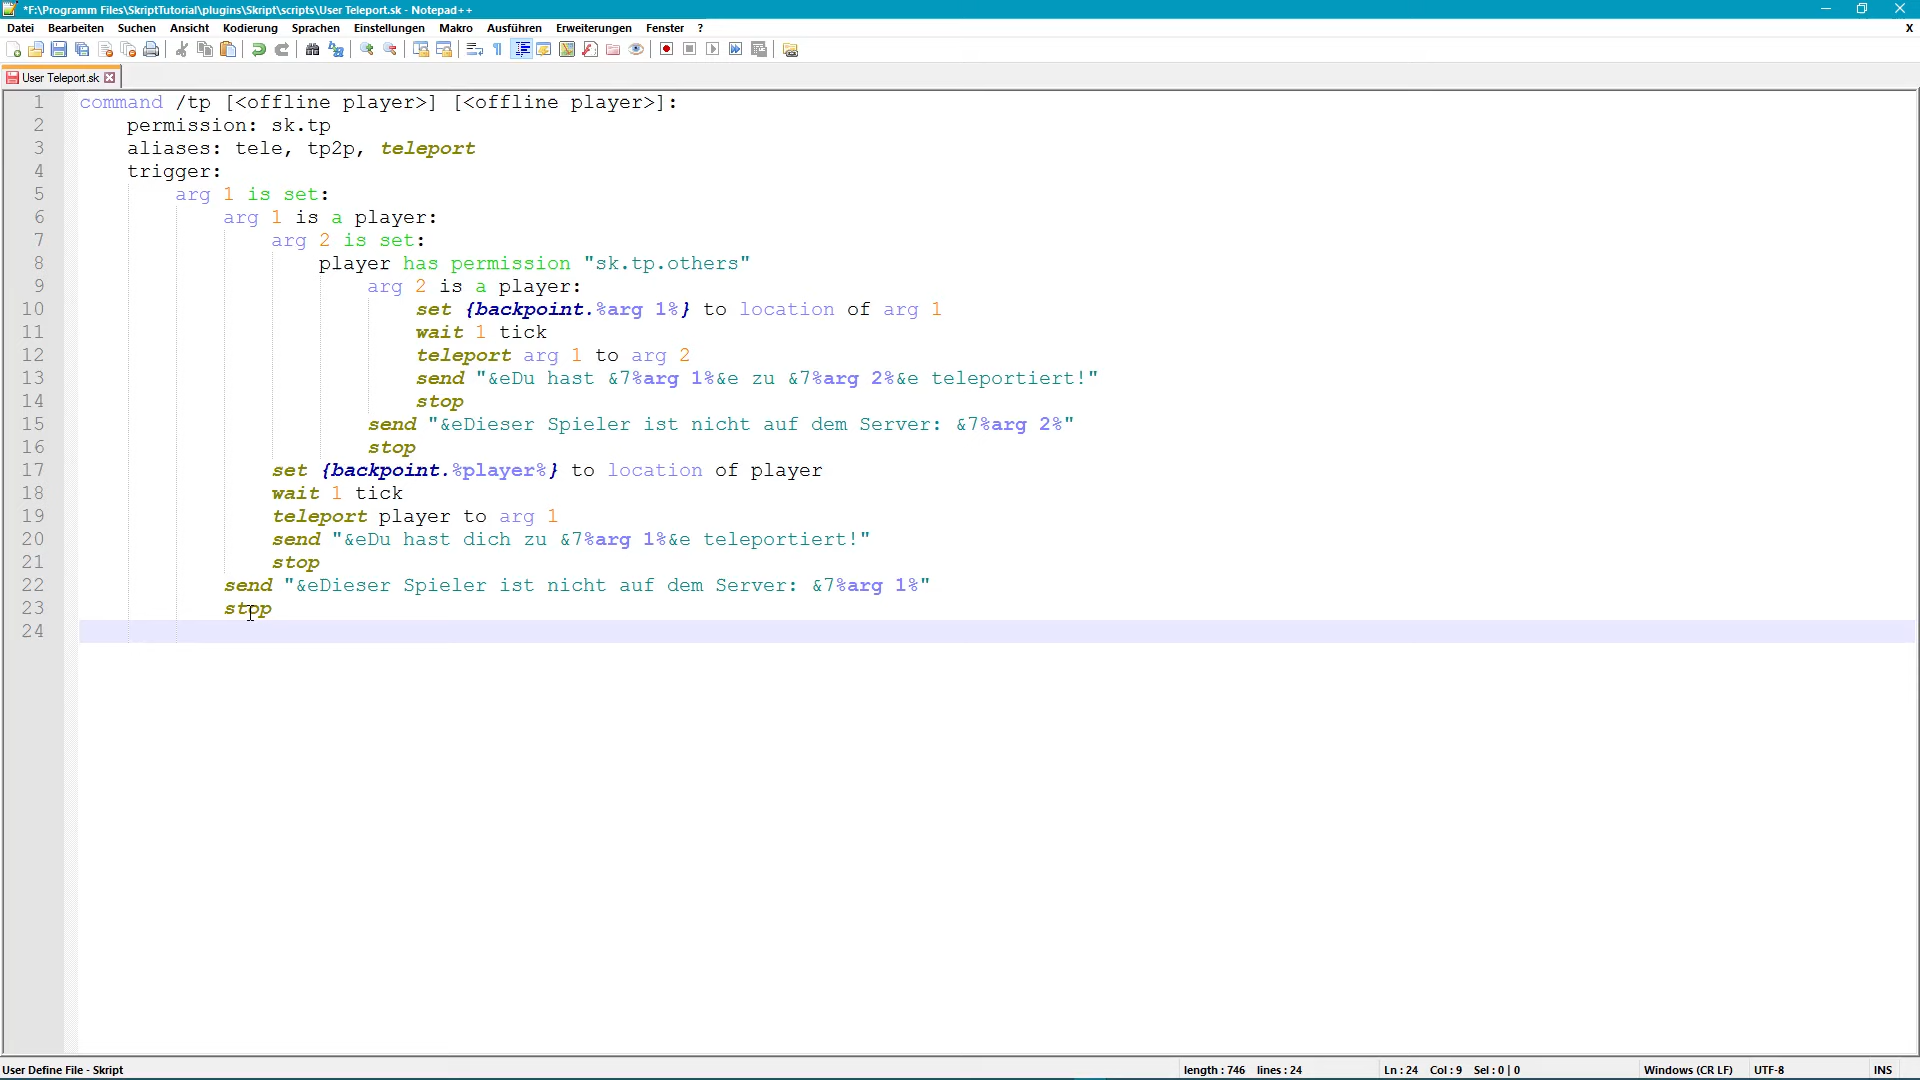 *F:\Programm Files\SkriptTutorial\plugins\Skript\scripts\User Teleport.sk - Notepad++
Datei Bearbeiten Suchen Ansicht Kodierung Sprachen Einstellungen Makro Ausführen Erweiterungen Fenster ? X
User Teleport.sk
1 command /tp [<offline player>] [<offline player>]:
2 permission: sk.tp
3 aliases: tele, tp2p, teleport
4 trigger:
5 arg 1 is set:
6 arg 1 is a player:
7 arg 2 is set:
8 player has permission "sk.tp.others"
9 arg 2 is a player:
10 set {backpoint.%arg 1%} to location of arg 1
11 wait 1 tick
12 teleport arg 1 to arg 2
13 send "&eDu hast &7%arg 1%&e zu &7%arg 2%&e teleportiert!"
14 stop
15 send "&eDieser Spieler ist nicht auf dem Server: &7%arg 2%"
16 stop
17 set {backpoint.%player%} to location of player
18 wait 1 tick
19 teleport player to arg 1
20 send "&eDu hast dich zu &7%arg 1%&e teleportiert!"
21 stop
22 send "&eDieser Spieler ist nicht auf dem Server: &7%arg 1%"
23 stop
24
User Define File - Skript length : 746 lines : 24 Ln : 24 Col : 9 Sel : 0 | 0 Windows (CR LF) UTF-8 INS